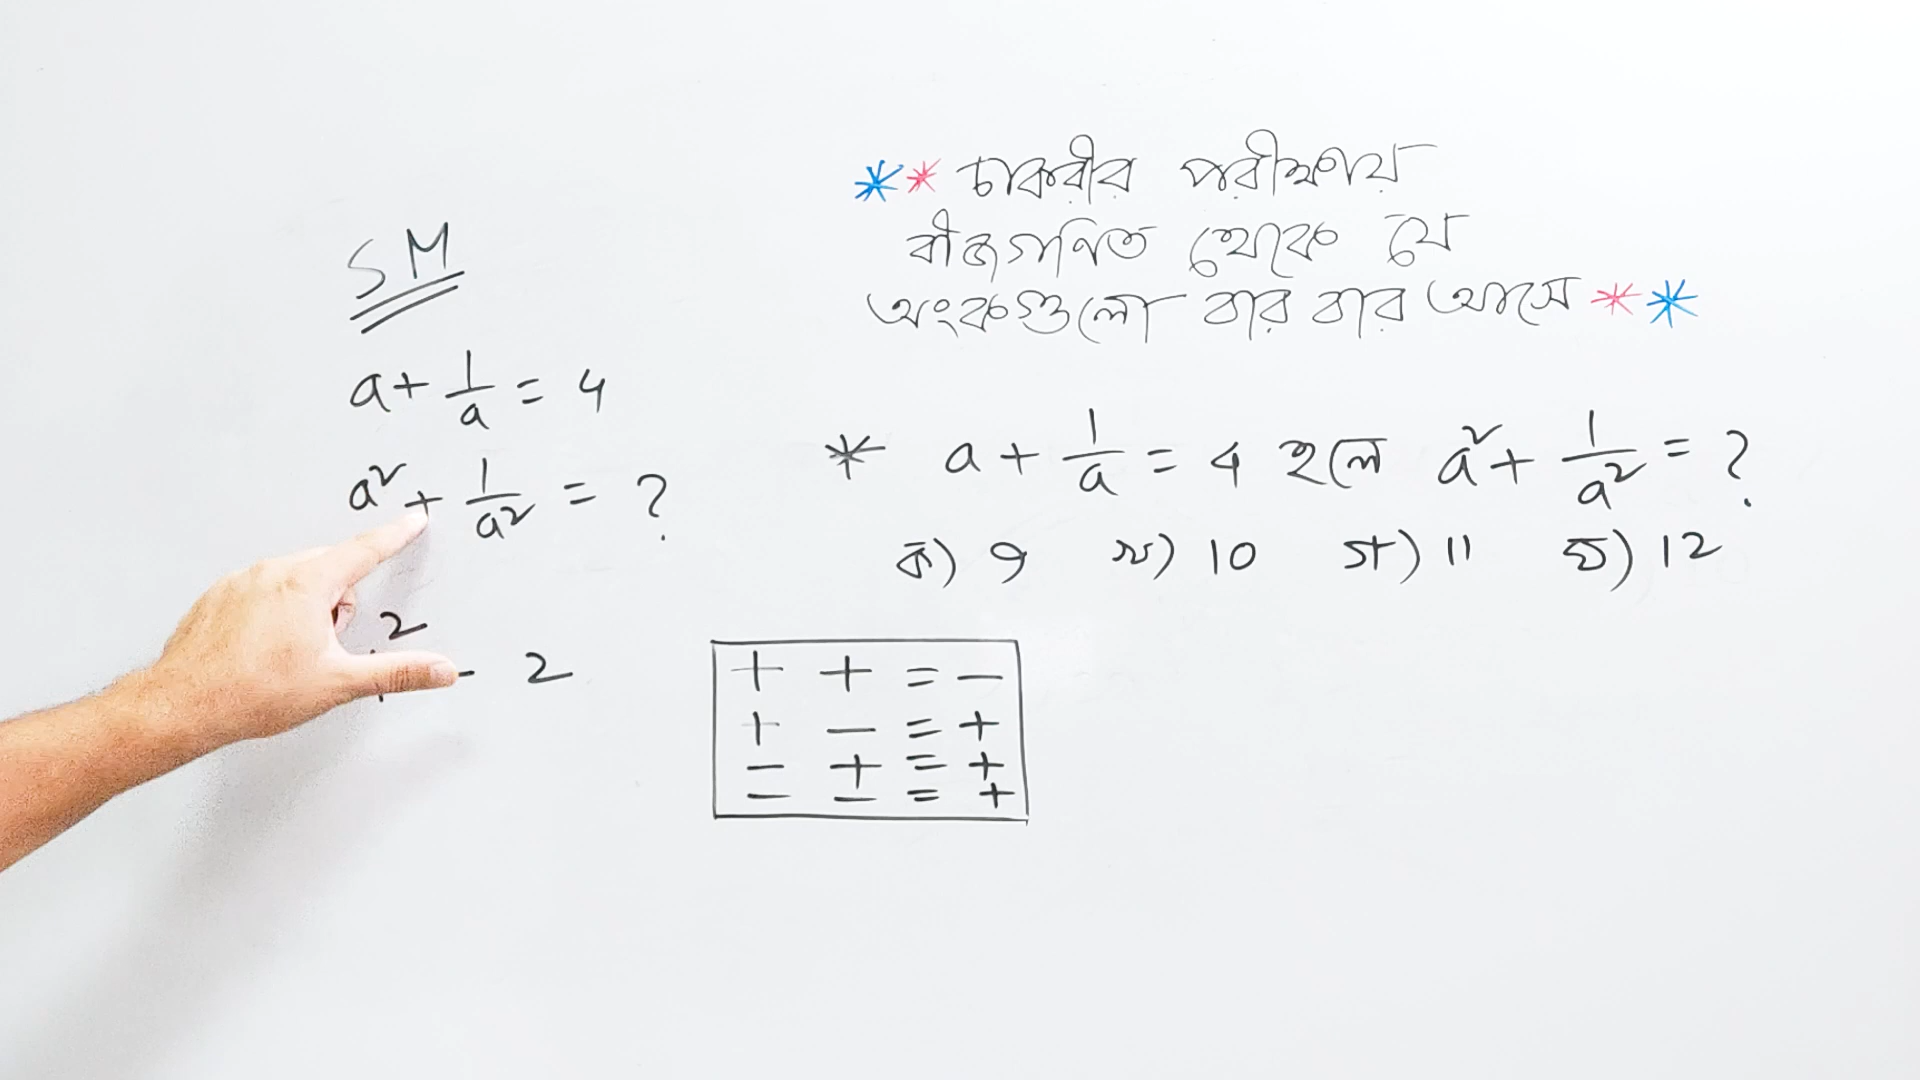 SM
a + 1/a = 4
a² + 1/a² = ?
2
- 2
** চাকরীর পরীক্ষায়
বীজগণিত থেকে যে
অংকগুলো বার বার আসে **
* a + 1/a = 4 হলে a² + 1/a² = ?
ক) 9 খ) 10 গ) 11 ঘ) 12
+ + = -
+ - = +
- + = +
- - = +